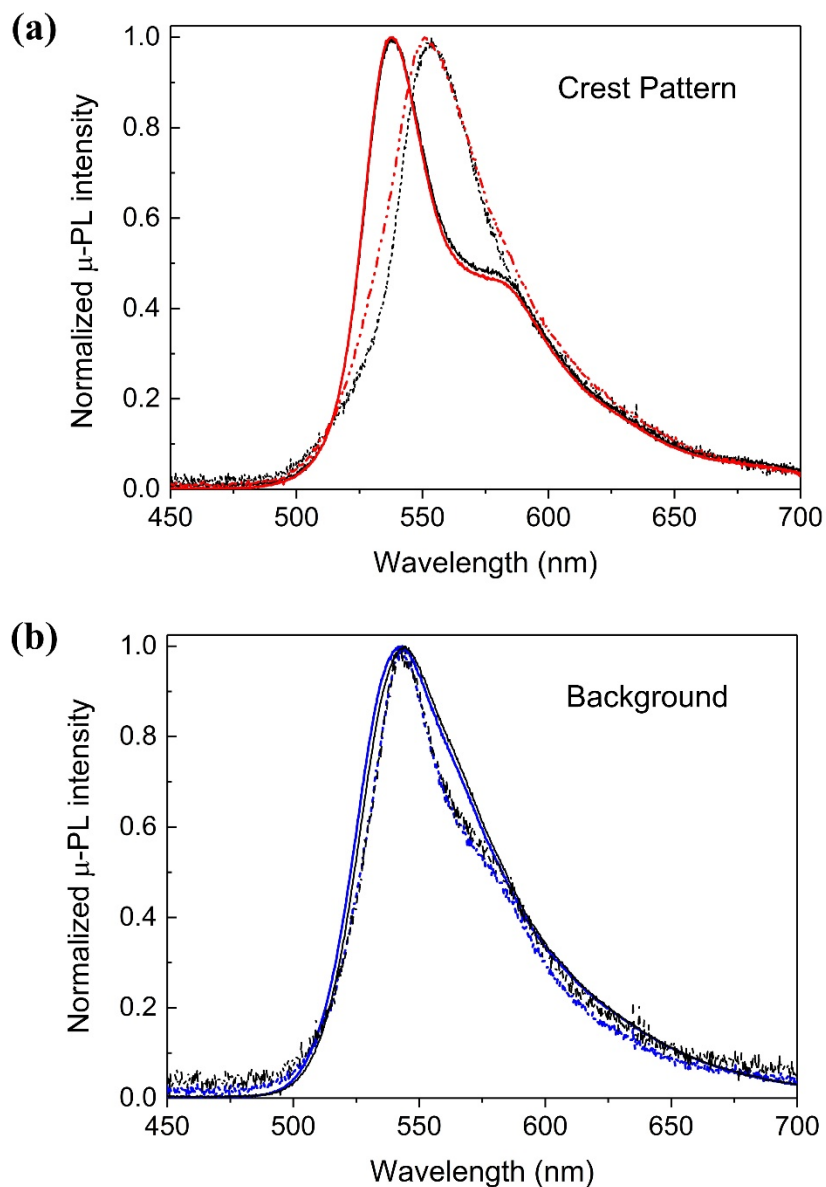 (a)
1.0
0.8
0.6
0.4
0.2
0.0
Normalized μ-PL intensity
Crest Pattern
450 500 550 600 650 700
Wavelength (nm)
(b)
1.0
0.8
0.6
0.4
0.2
0.0
Normalized μ-PL intensity
Background
450 500 550 600 650 700
Wavelength (nm)